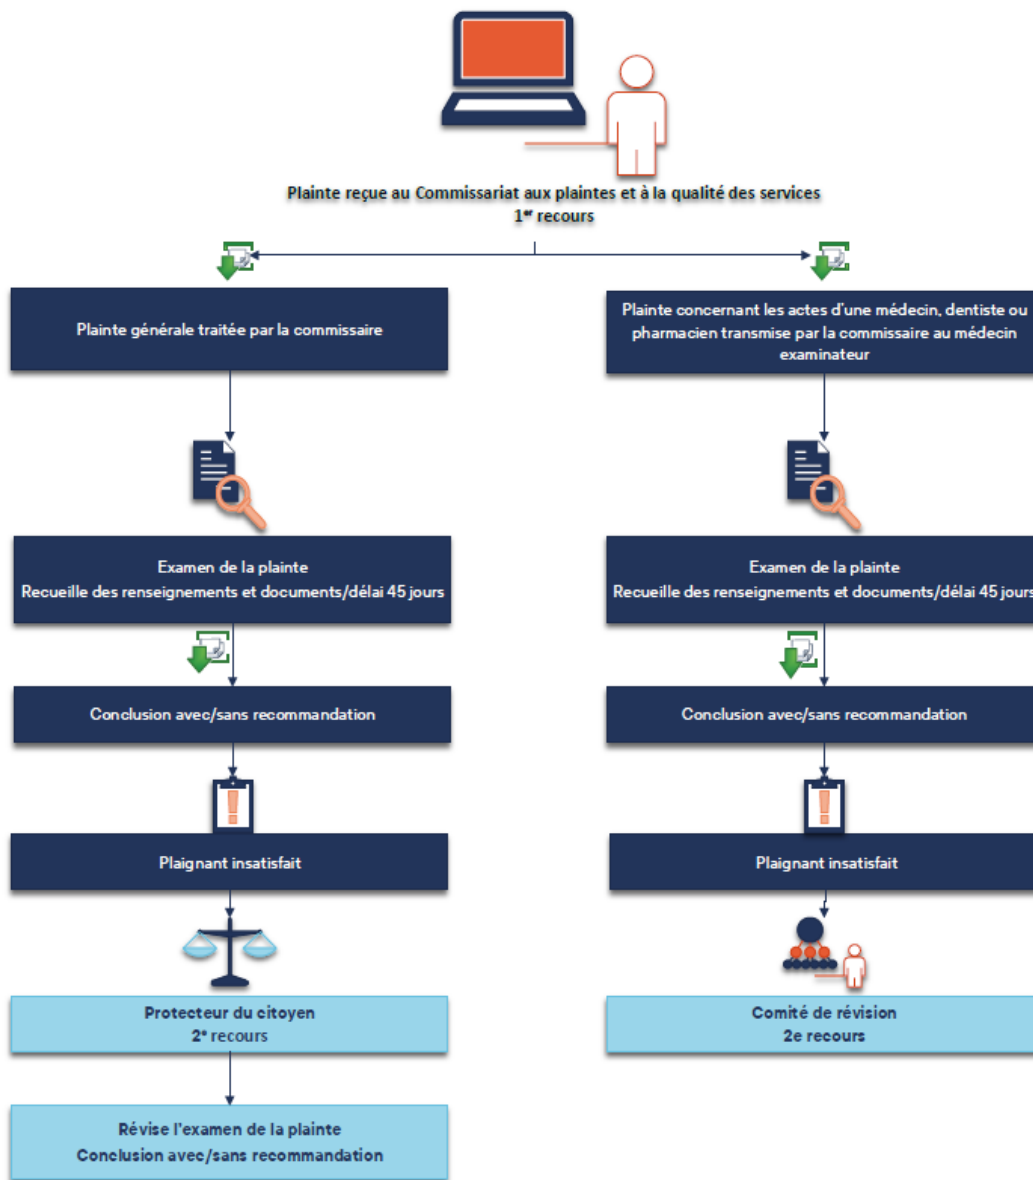 Plainte reçue au Commissariat aux plaintes et à la qualité des services
1er recours
Plainte générale traitée par la commissaire
Plainte concernant les actes d'une médecin, dentiste ou
pharmacien transmise par la commissaire au médecin
examinateur
Examen de la plainte
Recueille des renseignements et documents/délai 45 jours
Examen de la plainte
Recueille des renseignements et documents/délai 45 jours
Conclusion avec/sans recommandation
Conclusion avec/sans recommandation
Plaignant insatisfait
Plaignant insatisfait
Protecteur du citoyen
2e recours
Comité de révision
2e recours
Révise l'examen de la plainte
Conclusion avec/sans recommandation